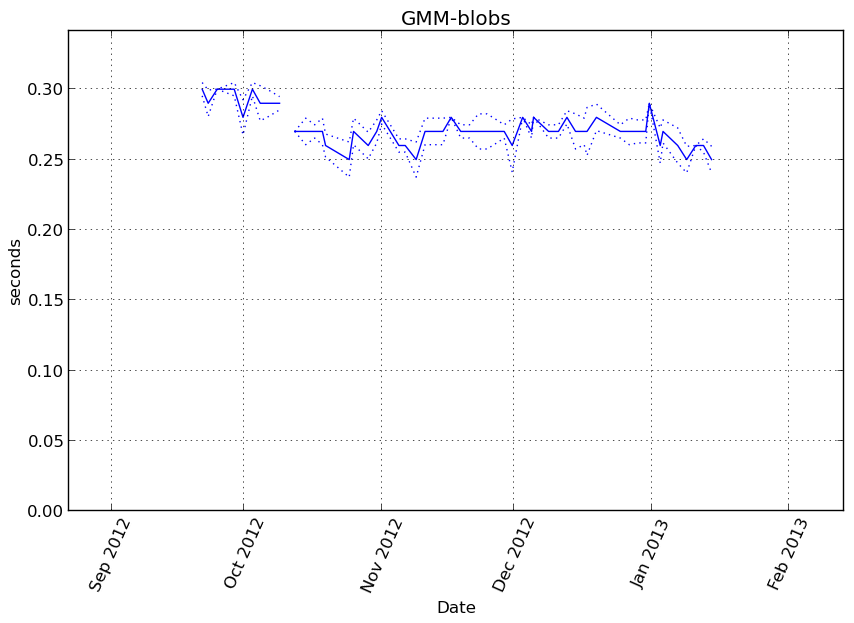 GMM-blobs
0.30
0.25
0.20
0.15
0.10
0.05
0.00
seconds
Sep 2012
Oct 2012
Nov 2012
Dec 2012
Jan 2013
Feb 2013
Date